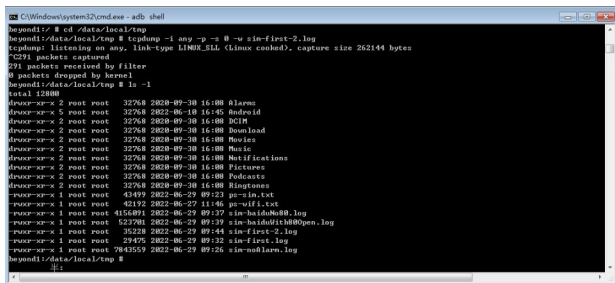 C:\Windows\system32\cmd.exe - adb shell
beyond1:/ # cd /data/local/tmp
beyond1:/data/local/tmp # tcpdump -i any -p -s 0 -w sim-first-2.log
tcpdump: listening on any, link-type LINUX_SLL (Linux cooked), capture size 262144 bytes
^C291 packets captured
291 packets received by filter
0 packets dropped by kernel
beyond1:/data/local/tmp # ls -l
total 12800
drwxr-xr-x 2 root root 32768 2020-09-30 16:08 Alarms
drwxr-xr-x 5 root root 32768 2022-06-10 16:45 Android
drwxr-xr-x 2 root root 32768 2020-09-30 16:08 DCIM
drwxr-xr-x 2 root root 32768 2020-09-30 16:08 Download
drwxr-xr-x 2 root root 32768 2020-09-30 16:08 Movies
drwxr-xr-x 2 root root 32768 2020-09-30 16:08 Music
drwxr-xr-x 2 root root 32768 2020-09-30 16:08 Notifications
drwxr-xr-x 2 root root 32768 2020-09-30 16:08 Pictures
drwxr-xr-x 2 root root 32768 2020-09-30 16:08 Podcasts
drwxr-xr-x 2 root root 32768 2020-09-30 16:08 Ringtones
-rwxr-xr-x 1 root root 43499 2022-06-29 09:23 ps-sim.txt
-rwxr-xr-x 1 root root 42192 2022-06-27 11:46 ps-wifi.txt
-rwxr-xr-x 1 root root 4156091 2022-06-29 09:37 sim-baiduNo80.log
-rwxr-xr-x 1 root root 523701 2022-06-29 09:39 sim-baiduWith80Open.log
-rwxr-xr-x 1 root root 35228 2022-06-29 09:44 sim-first-2.log
-rwxr-xr-x 1 root root 29475 2022-06-29 09:32 sim-first.log
-rwxr-xr-x 1 root root 7843559 2022-06-29 09:26 sim-noAlarm.log
beyond1:/data/local/tmp #
半: